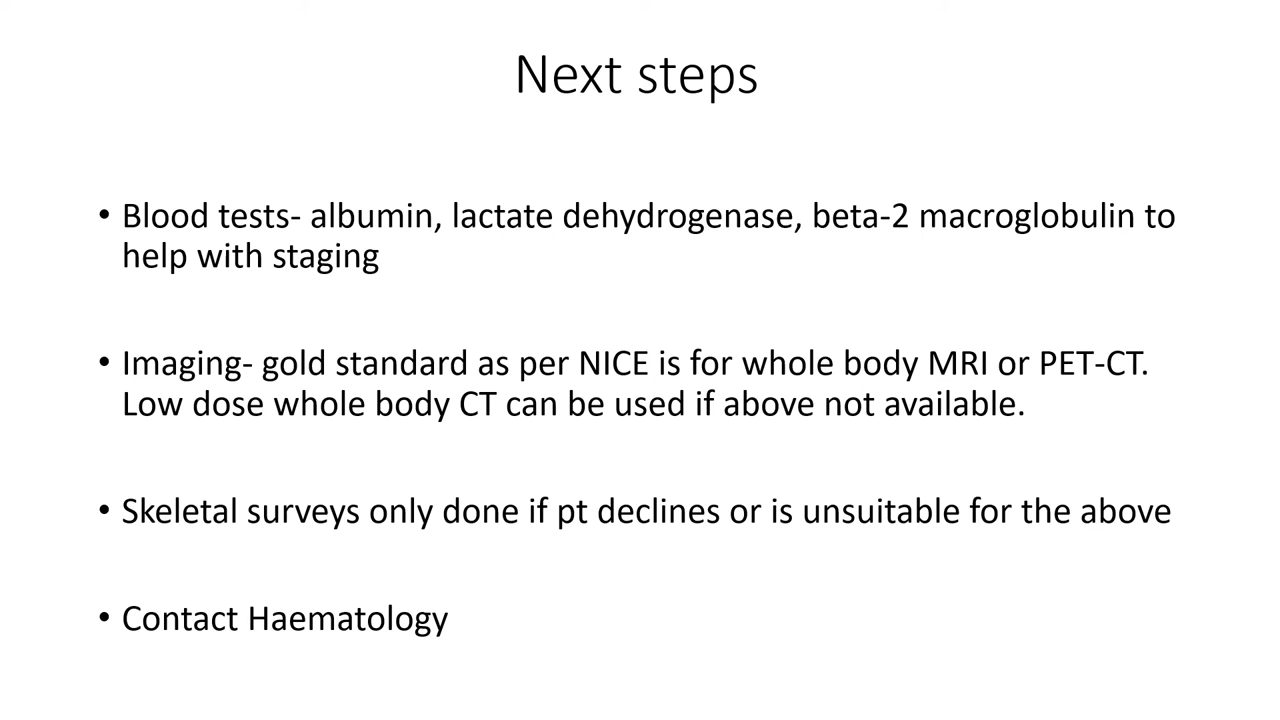 Next steps
• Blood tests- albumin, lactate dehydrogenase, beta-2 macroglobulin to
help with staging
• Imaging- gold standard as per NICE is for whole body MRI or PET-CT.
Low dose whole body CT can be used if above not available.
• Skeletal surveys only done if pt declines or is unsuitable for the above
• Contact Haematology